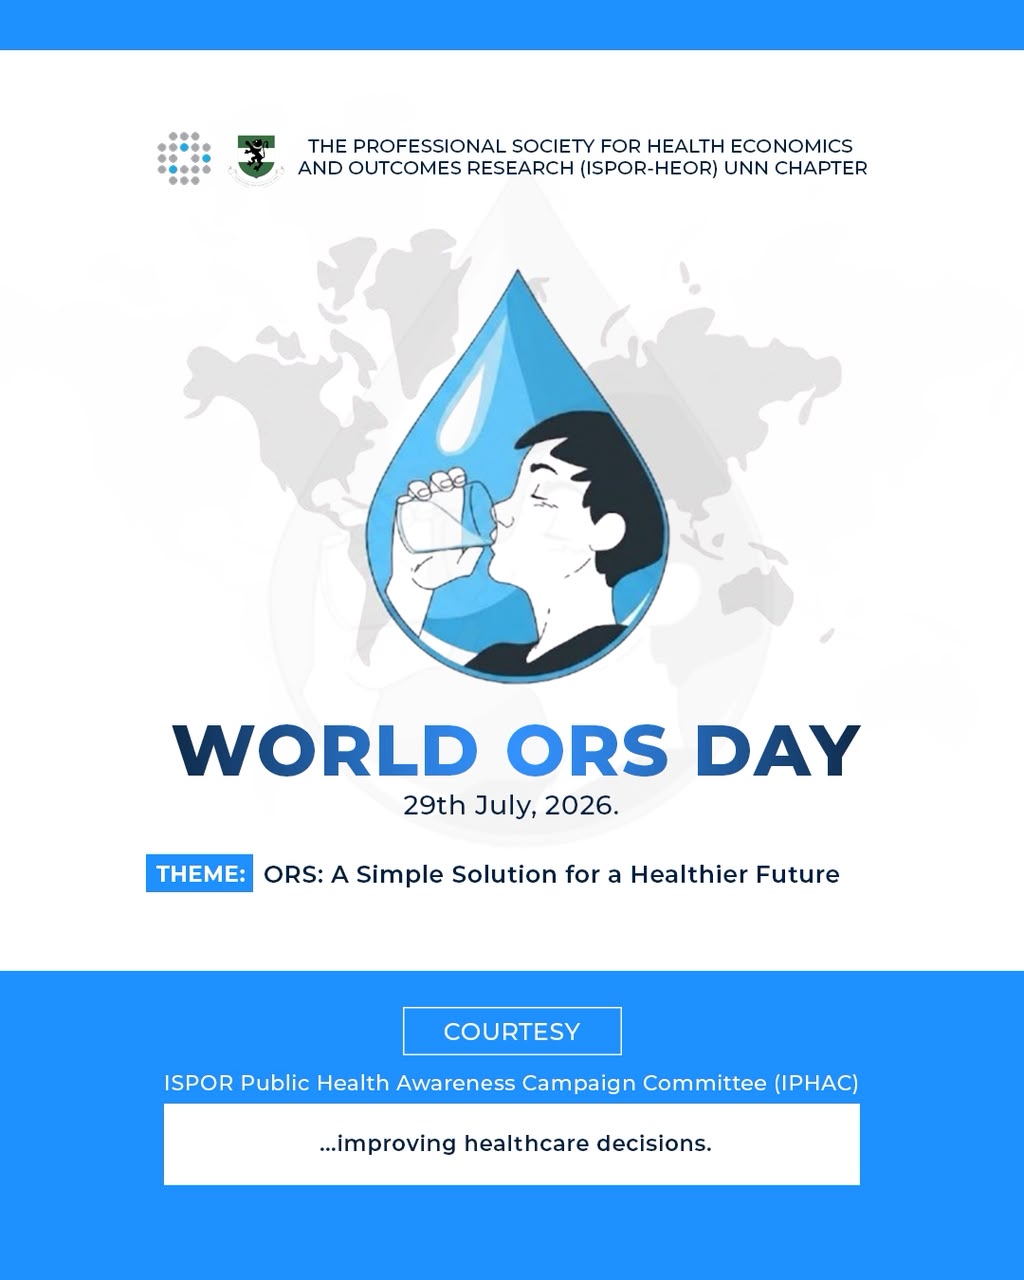 THE PROFESSIONAL SOCIETY FOR HEALTH ECONOMICS
AND OUTCOMES RESEARCH (ISPOR-HEOR) UNN CHAPTER
WORLD ORS DAY
29th July, 2026.
THEME: ORS: A Simple Solution for a Healthier Future
COURTESY
ISPOR Public Health Awareness Campaign Committee (IPHAC)
...improving healthcare decisions.